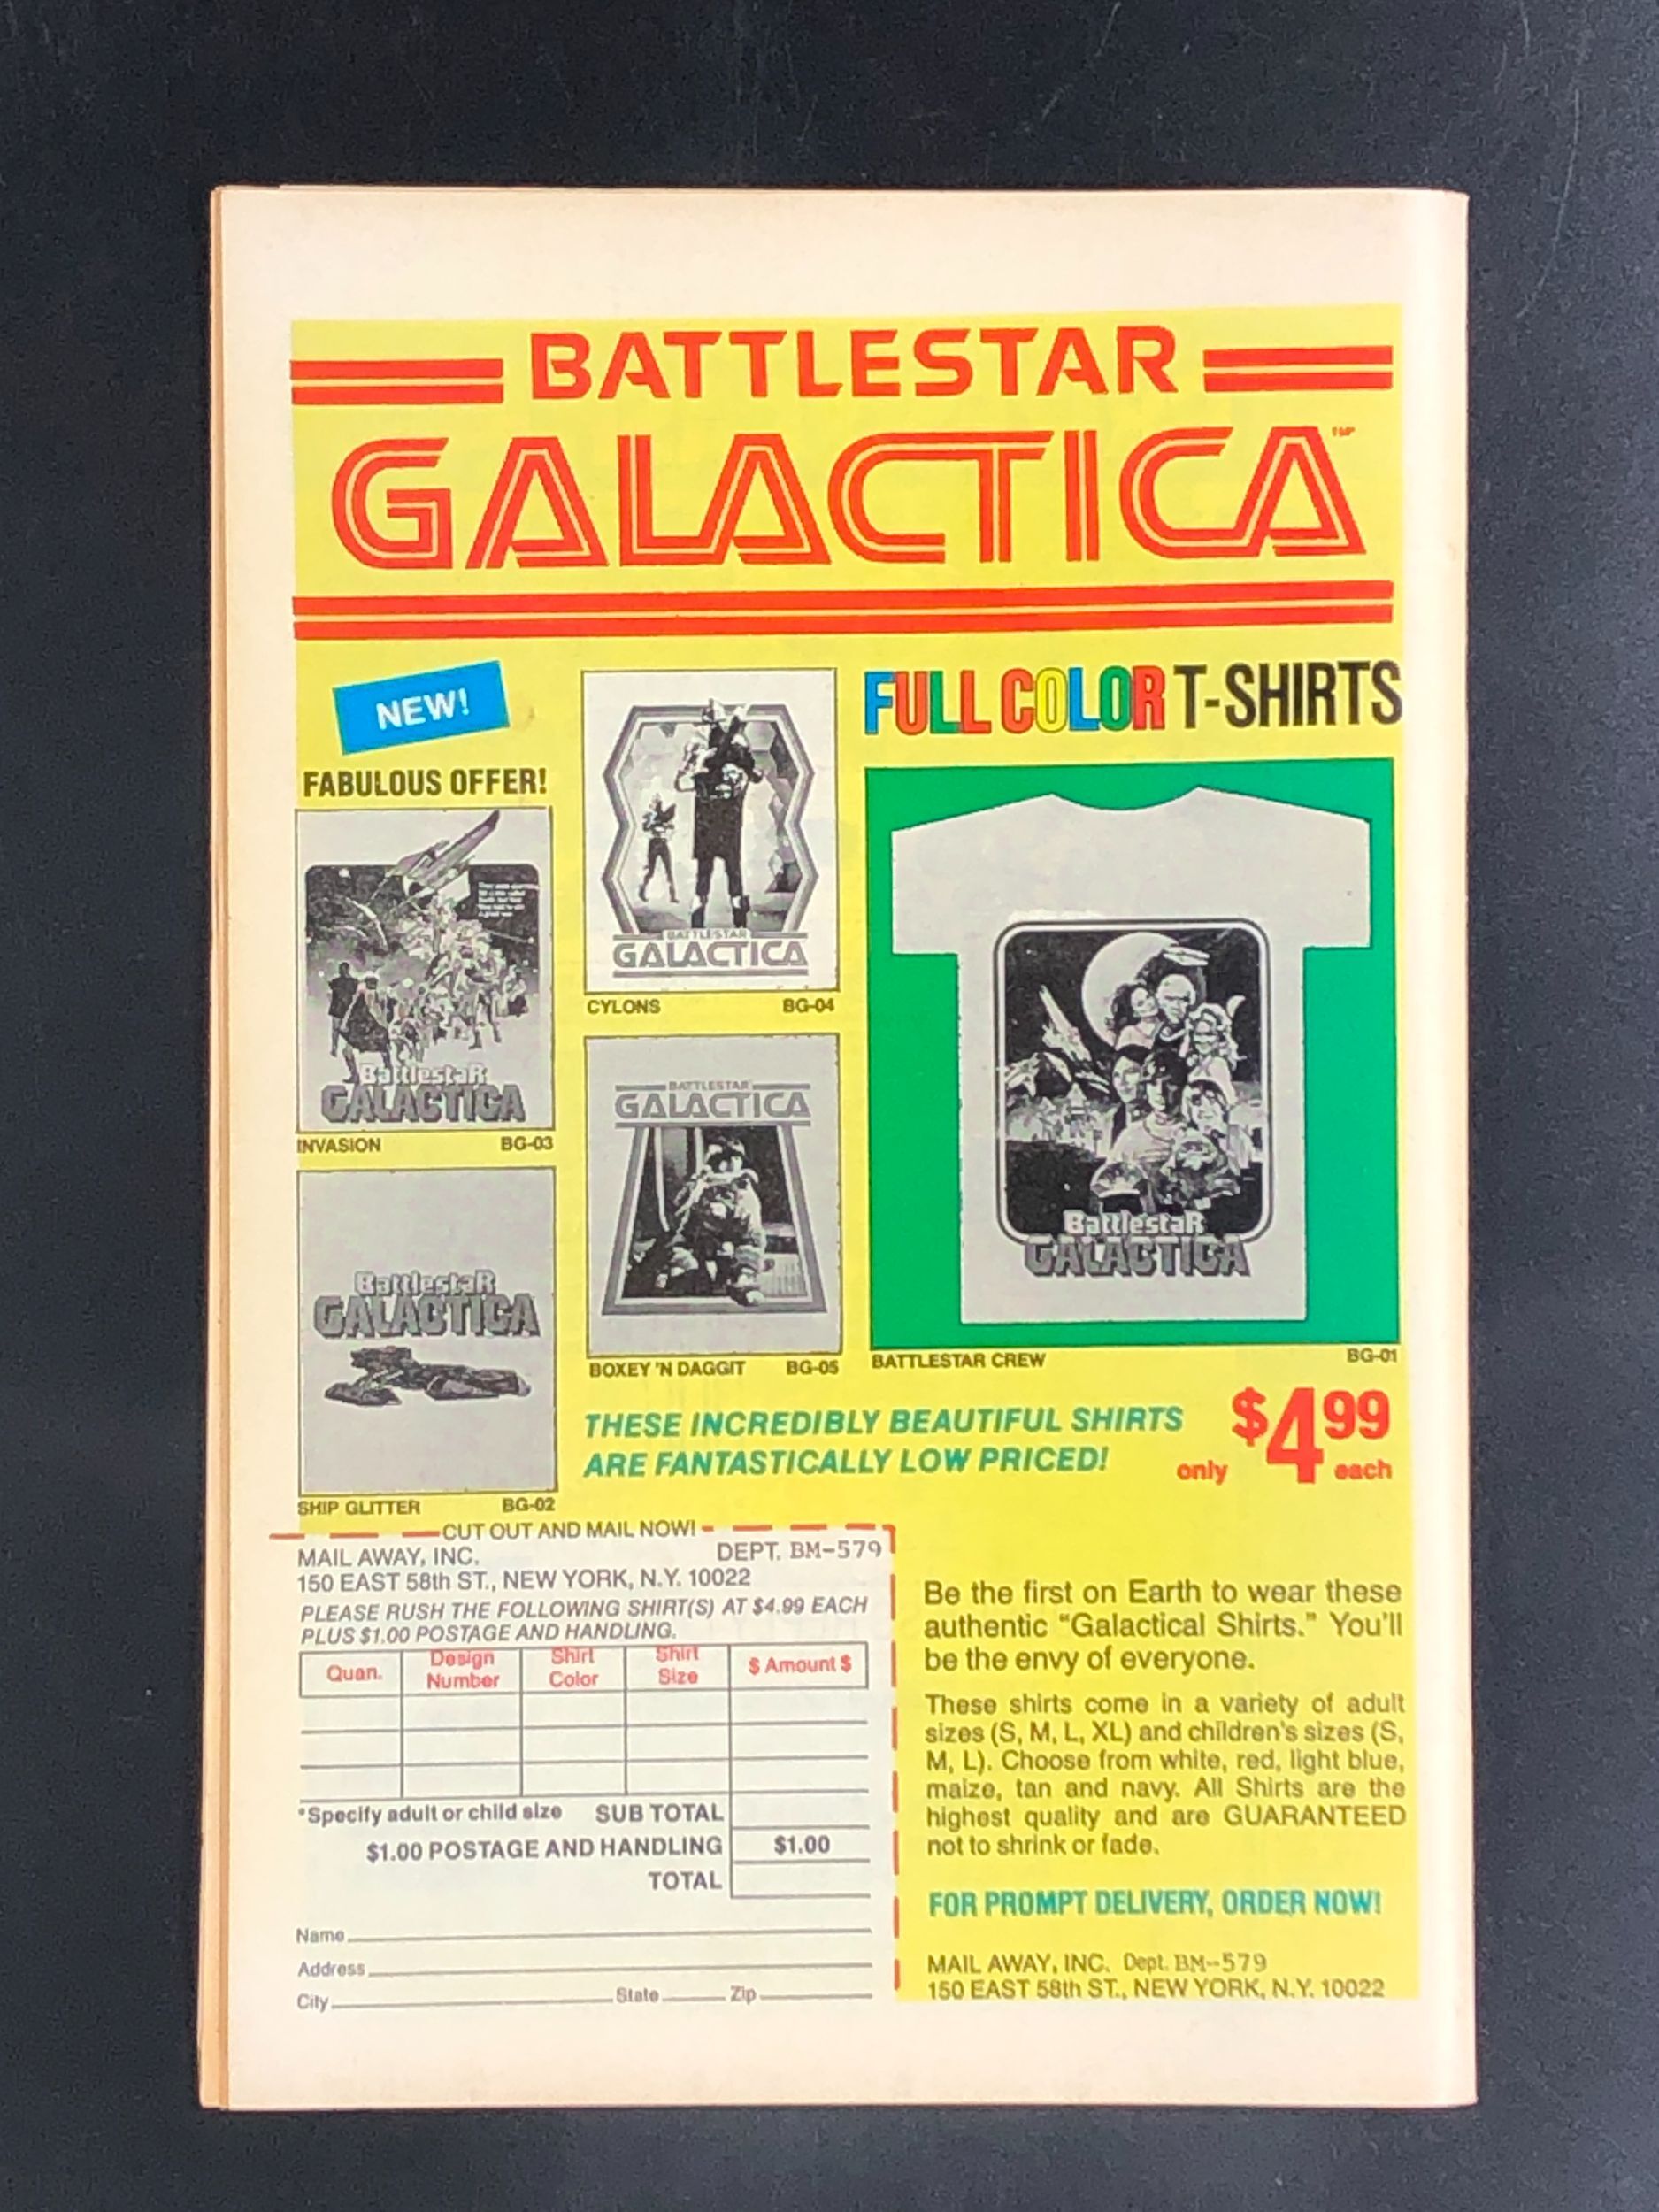 BATTLESTAR
GALACTICA
NEW!
FABULOUS OFFER!
FULL COLOR T-SHIRTS
BattlestaR
GALACTICA
INVASION BG-03
BATTLESTAR
GALACTICA
CYLONS BG-04
BattlestaR
GALACTICA
SHIP GLITTER BG-02
BATTLESTAR
GALACTICA
BOXEY 'N DAGGIT BG-05
BattlestaR
GALACTICA
BATTLESTAR CREW BG-01
THESE INCREDIBLY BEAUTIFUL SHIRTS
ARE FANTASTICALLY LOW PRICED!
only $4.99 each
CUT OUT AND MAIL NOW!
MAIL AWAY, INC. DEPT. BM-579
150 EAST 58th ST., NEW YORK, N.Y. 10022
PLEASE RUSH THE FOLLOWING SHIRT(S) AT $4.99 EACH
PLUS $1.00 POSTAGE AND HANDLING.
Quan. Design Number Shirt Color Shirt Size $ Amount $
*Specify adult or child size SUB TOTAL
$1.00 POSTAGE AND HANDLING $1.00
TOTAL
Name
Address
City State Zip
Be the first on Earth to wear these
authentic "Galactical Shirts." You'll
be the envy of everyone.
These shirts come in a variety of adult
sizes (S, M, L, XL) and children's sizes (S,
M, L). Choose from white, red, light blue,
maize, tan and navy. All Shirts are the
highest quality and are GUARANTEED
not to shrink or fade.
FOR PROMPT DELIVERY, ORDER NOW!
MAIL AWAY, INC. Dept. BM--579
150 EAST 58th ST., NEW YORK, N.Y. 10022